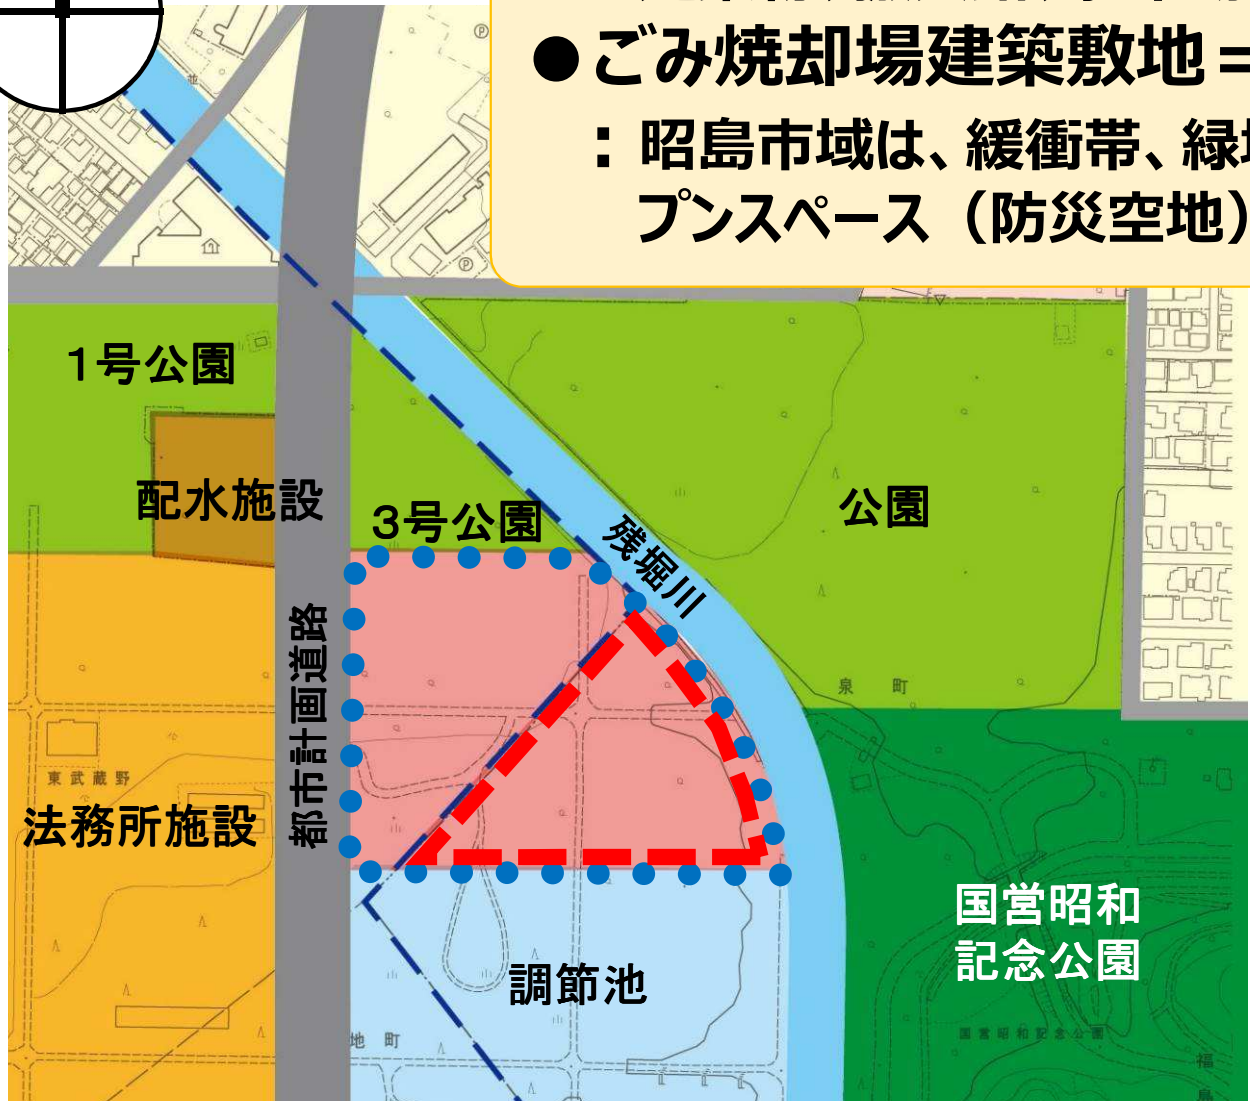 ●ごみ焼却場建築敷地＝
：昭島市域は、緩衝帯、緑地
プンスペース（防災空地）
1号公園
配水施設
3号公園
残堀川
公園
都市計画道路
泉町
東武蔵野
法務所施設
国営昭和
記念公園
調節池
地町
国営昭和記念公園
福